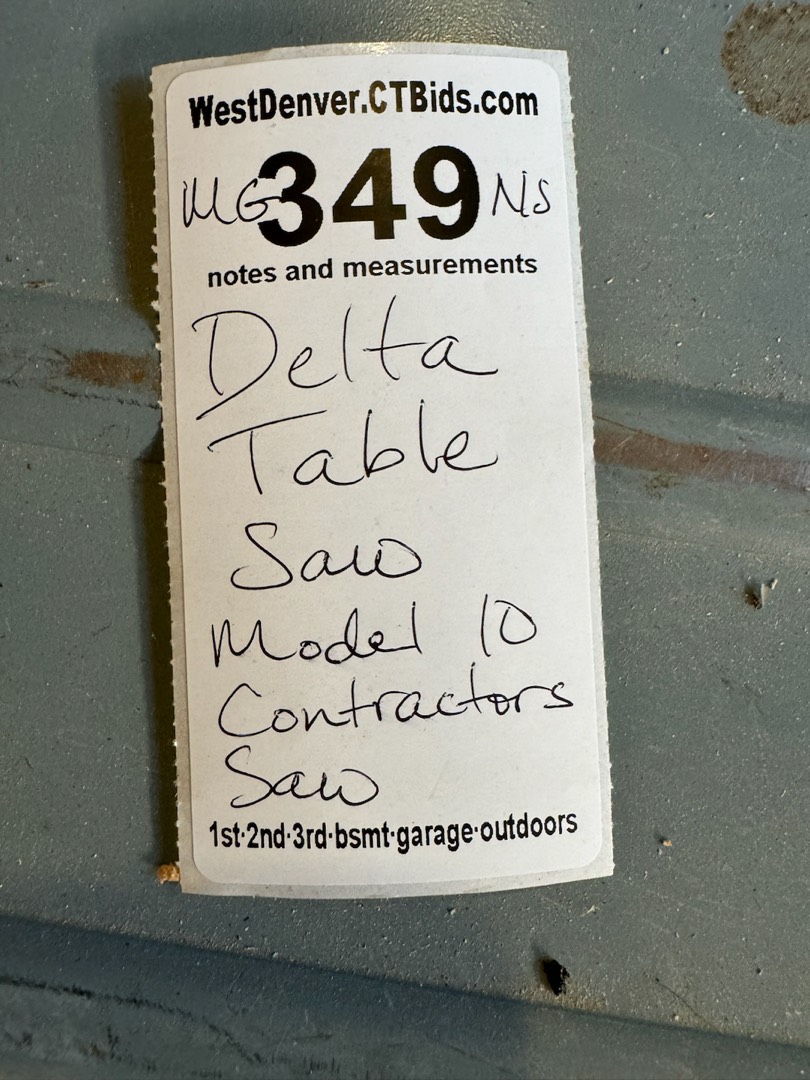 WestDenver.CTBids.com
MG 349 NS
notes and measurements
Delta
Table
Saw
Model 10
Contractors
Saw
1st·2nd·3rd·bsmt·garage·outdoors